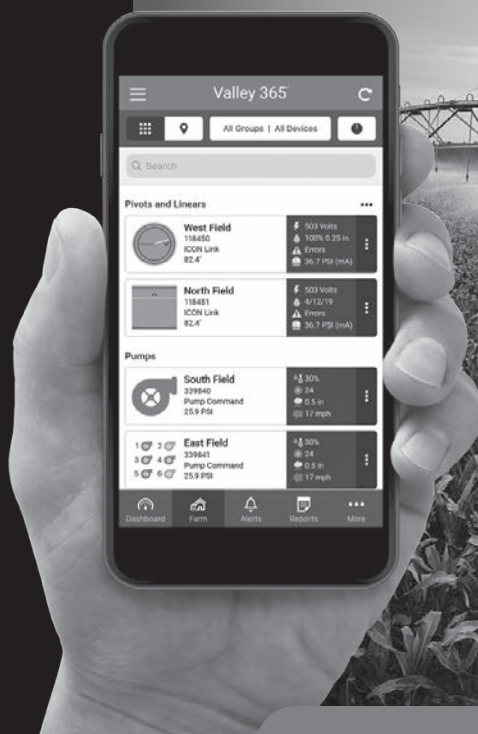 Valley 365
All Groups | All Devices
Search
Pivots and Linears
West Field
118450
ICON Link
82.4°
503 Volts
100% 0.25 in
Errors
36.7 PSI (mA)
North Field
118451
ICON Link
82.4°
503 Volts
4/12/19
Errors
36.7 PSI (mA)
Pumps
South Field
339840
Pump Command
25.9 PSI
30%
24
0.5 in
17 mph
1 2
3 4
5 6
East Field
339841
Pump Command
25.9 PSI
30%
24
0.5 in
17 mph
Dashboard Farm Alerts Reports More